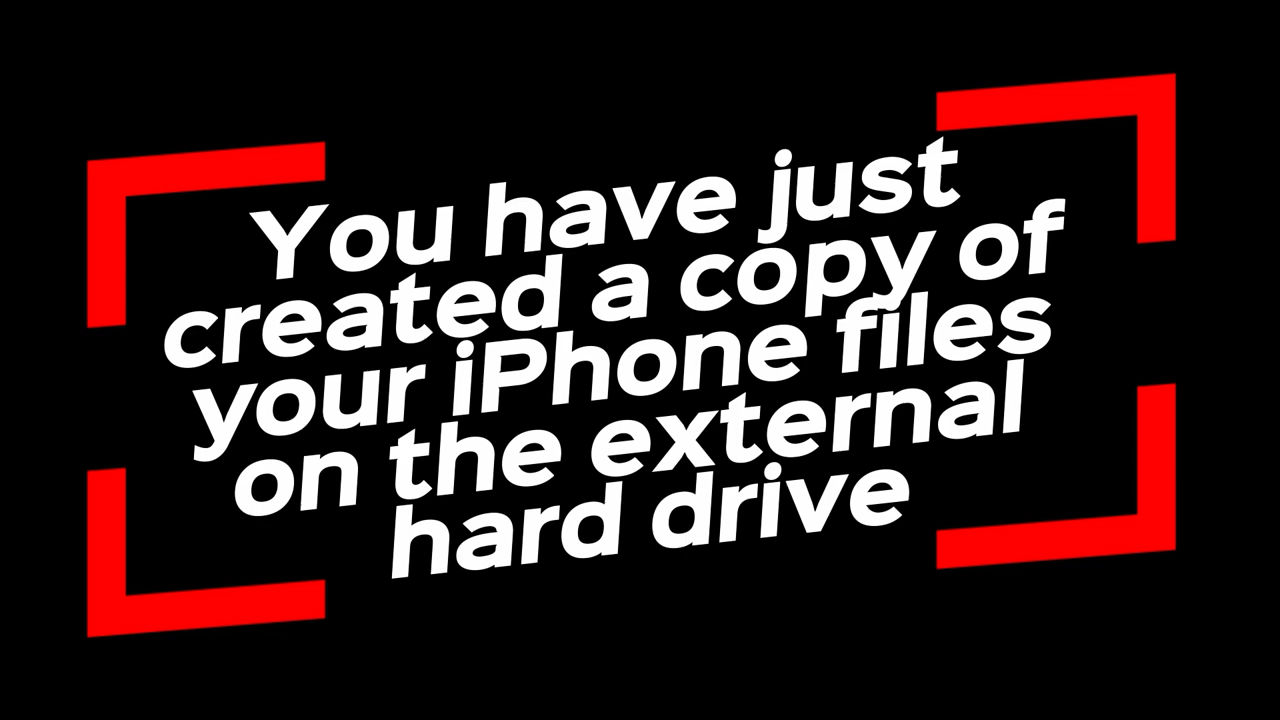 You have just
created a copy of
your iPhone files
on the external
hard drive